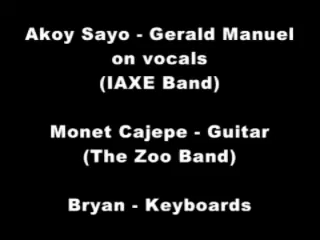 Akoy Sayo - Gerald Manuel
on vocals
(IAXE Band)
Monet Cajepe - Guitar
(The Zoo Band)
Bryan - Keyboards